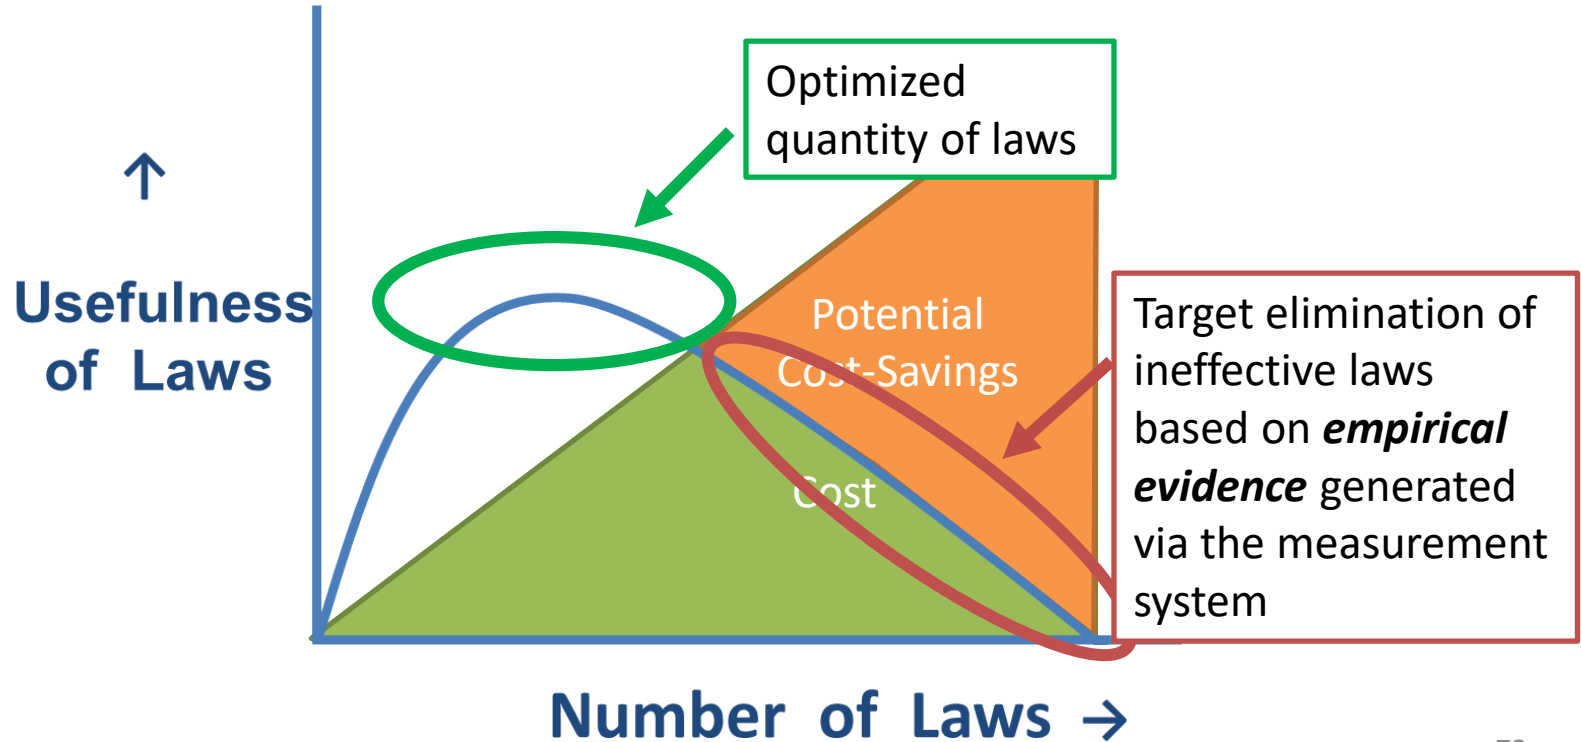 Optimized
quantity of laws
↑
Usefulness
of Laws
Potential
Cost-Savings
Cost
Target elimination of
ineffective laws
based on empirical
evidence generated
via the measurement
system
Number of Laws →